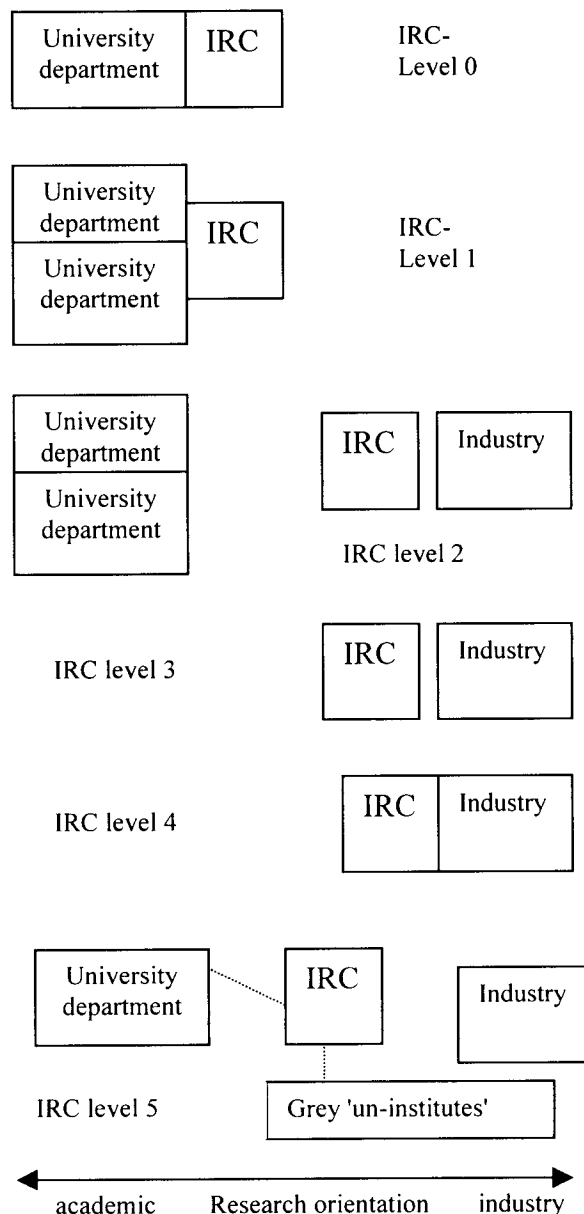 University
department
IRC
IRC-
Level 0
University
department
University
department
IRC
IRC-
Level 1
University
department
University
department
IRC
Industry
IRC level 2
IRC level 3
IRC
Industry
IRC level 4
IRC
Industry
University
department
IRC
Industry
IRC level 5
Grey 'un-institutes'
academic
Research orientation
industry